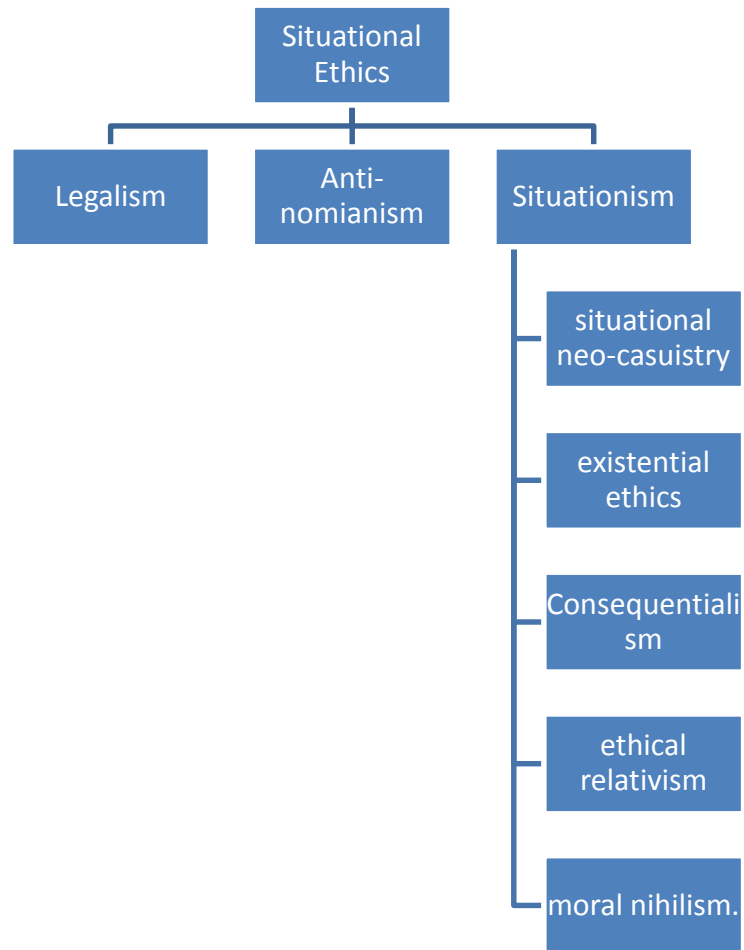 Situational
Ethics
Legalism
Anti-
nomianism
Situationism
situational
neo-casuistry
existential
ethics
Consequentiali
sm
ethical
relativism
moral nihilism.